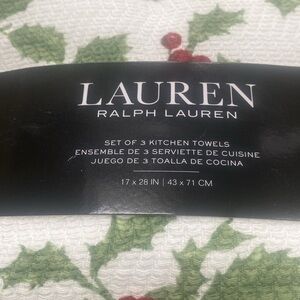 LAUREN
RALPH LAUREN
SET OF 3 KITCHEN TOWELS
ENSEMBLE DE 3 SERVIETTE DE CUISINE
JUEGO DE 3 TOALLA DE COCINA
17 x 28 IN | 43 x 71 CM